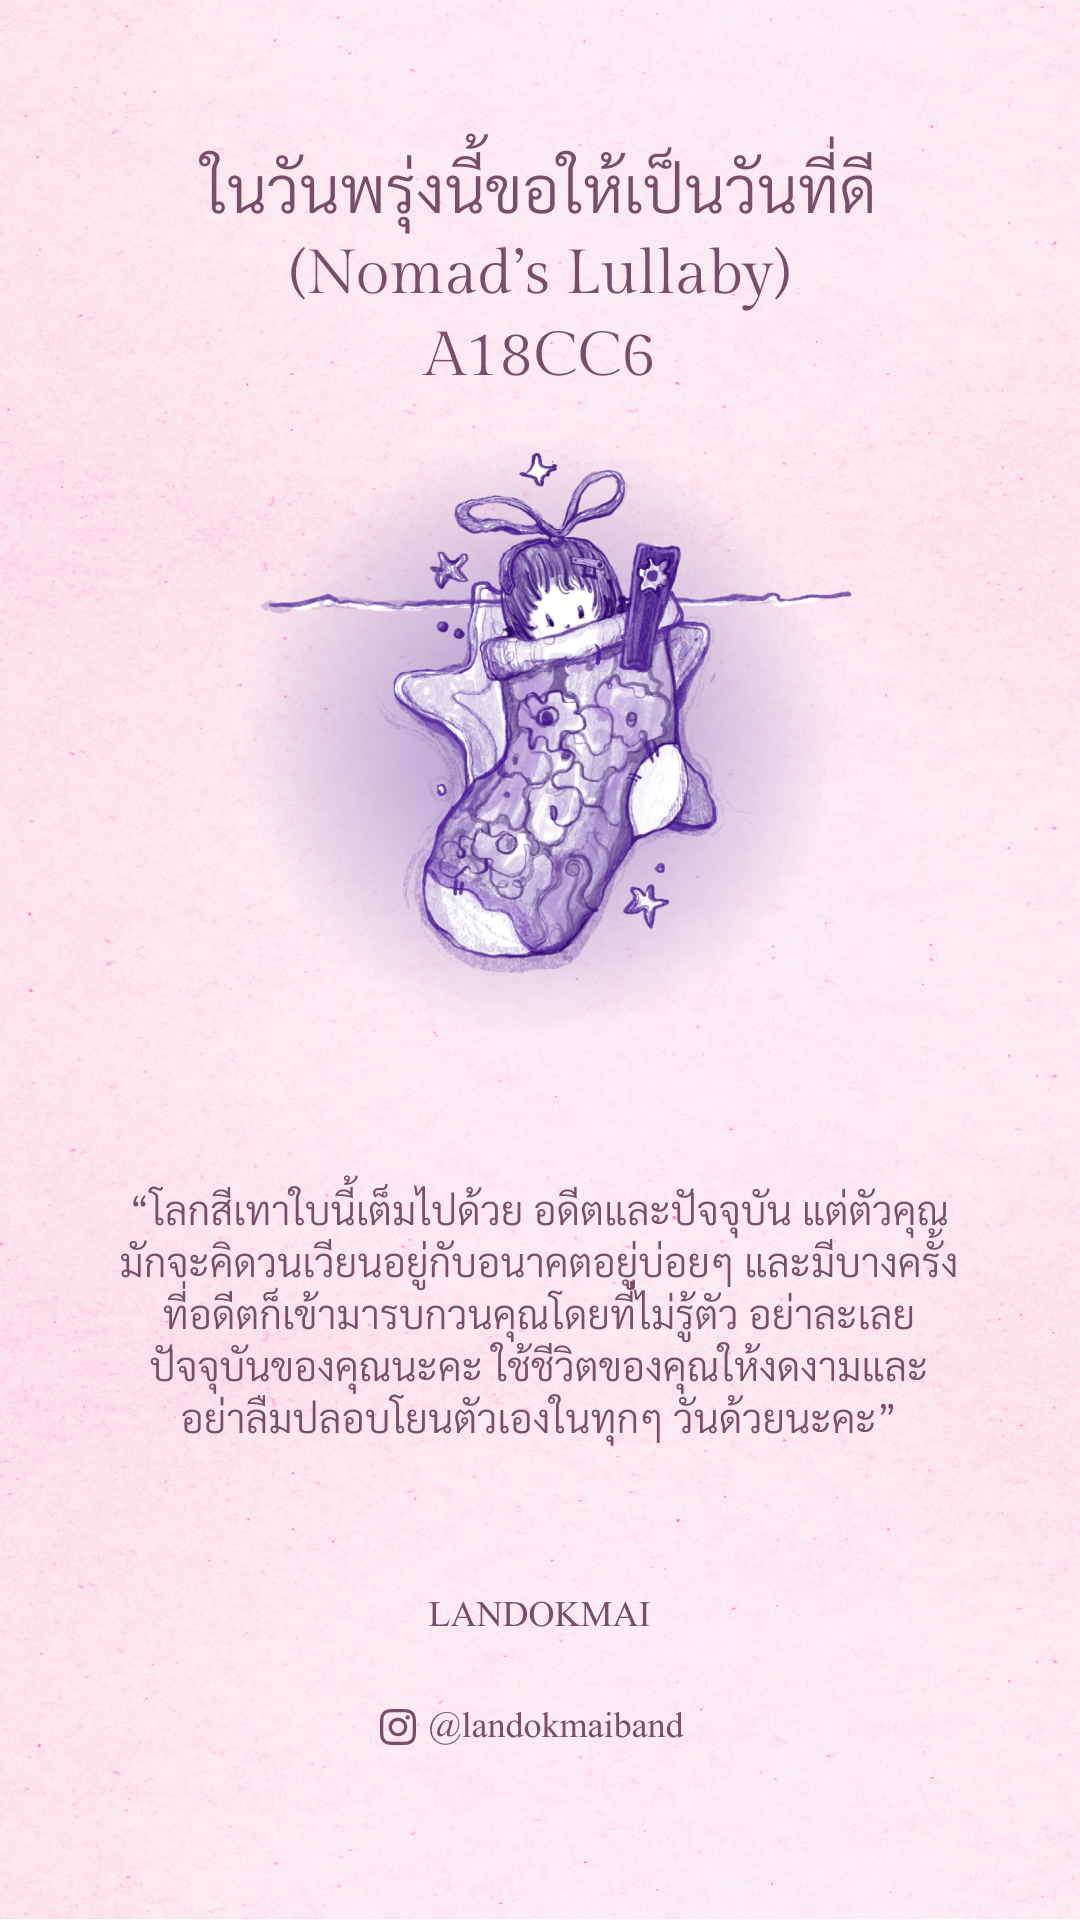 ในวันพรุ่งนี้ขอให้เป็นวันที่ดี
(Nomad’s Lullaby)
A18CC6
“โลกสีเทาใบนี้เต็มไปด้วย อดีตและปัจจุบัน แต่ตัวคุณ
มักจะคิดวนเวียนอยู่กับอนาคตอยู่บ่อยๆ และมีบางครั้ง
ที่อดีตก็เข้ามารบกวนคุณโดยที่ไม่รู้ตัว อย่าละเลย
ปัจจุบันของคุณนะคะ ใช้ชีวิตของคุณให้งดงามและ
อย่าลืมปลอบโยนตัวเองในทุกๆ วันด้วยนะคะ”
LANDOKMAI
@landokmaiband